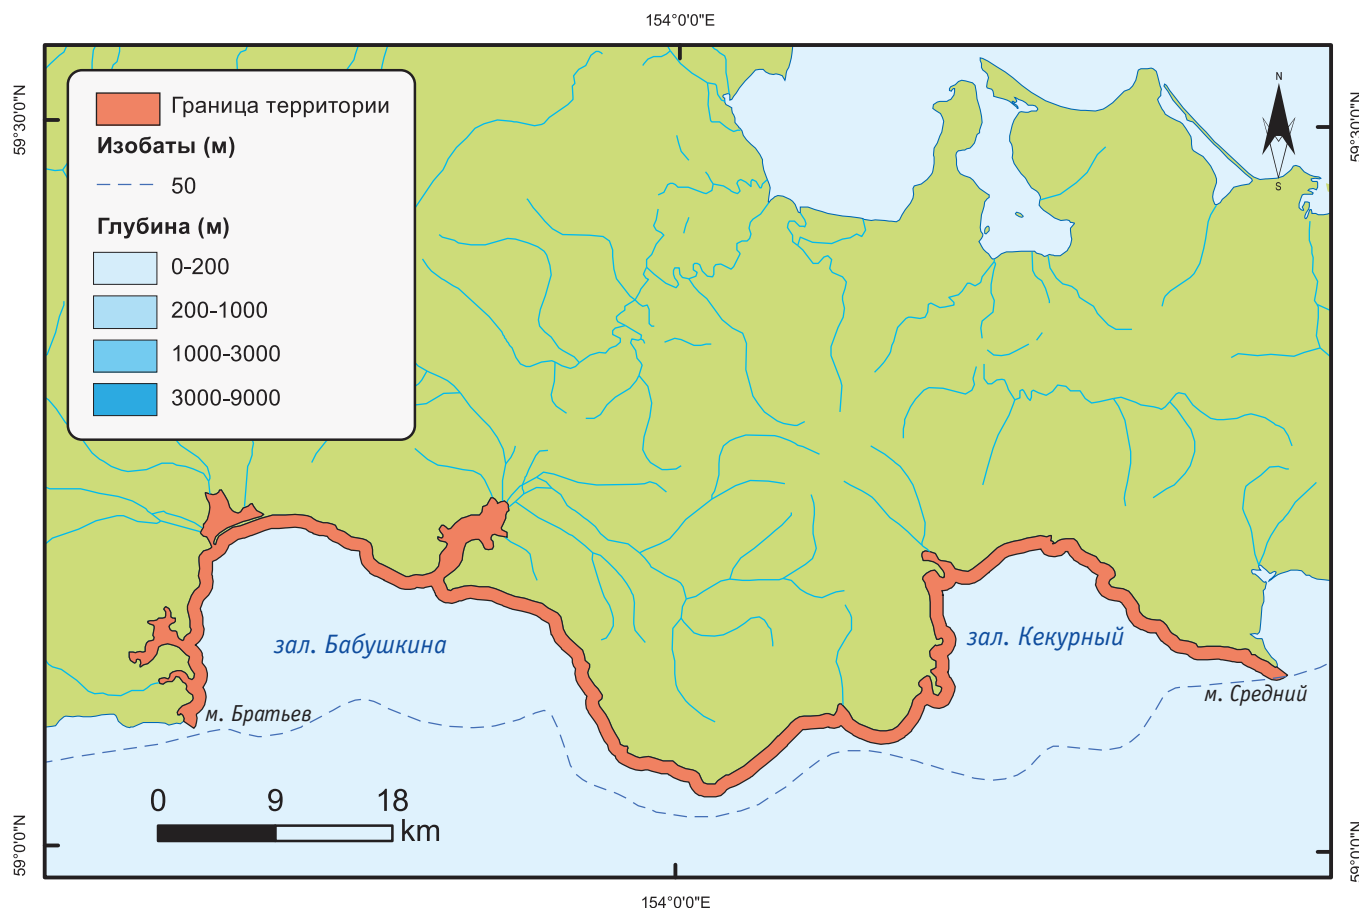 154°0'0"E
59°30'0"N
59°30'0"N
Граница территории
Изобаты (м)
50
Глубина (м)
0-200
200-1000
1000-3000
3000-9000
N
S
зал. Бабушкина
зал. Кекурный
м. Братьев
м. Средний
0 9 18
km
59°0'0"N
59°0'0"N
154°0'0"E